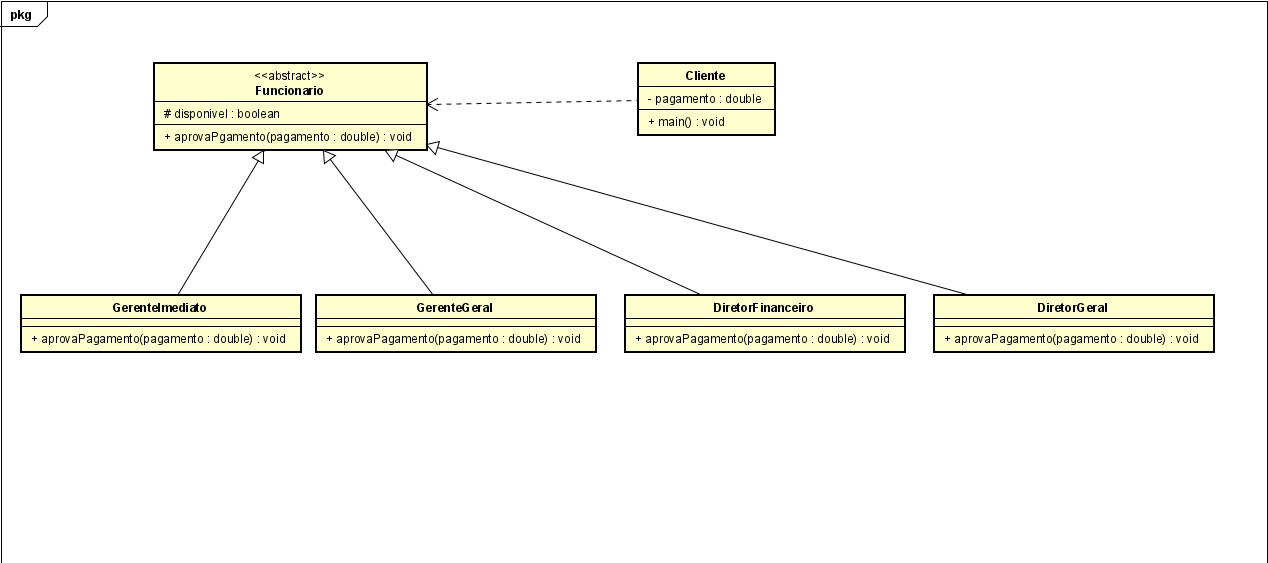 pkg
<<abstract>>
Funcionario
# disponivel : boolean
+ aprovaPgamento(pagamento : double) : void
Cliente
- pagamento : double
+ main() : void
GerenteImediato
+ aprovaPagamento(pagamento : double) : void
GerenteGeral
+ aprovaPagamento(pagamento : double) : void
DiretorFinanceiro
+ aprovaPagamento(pagamento : double) : void
DiretorGeral
+ aprovaPagamento(pagamento : double) : void